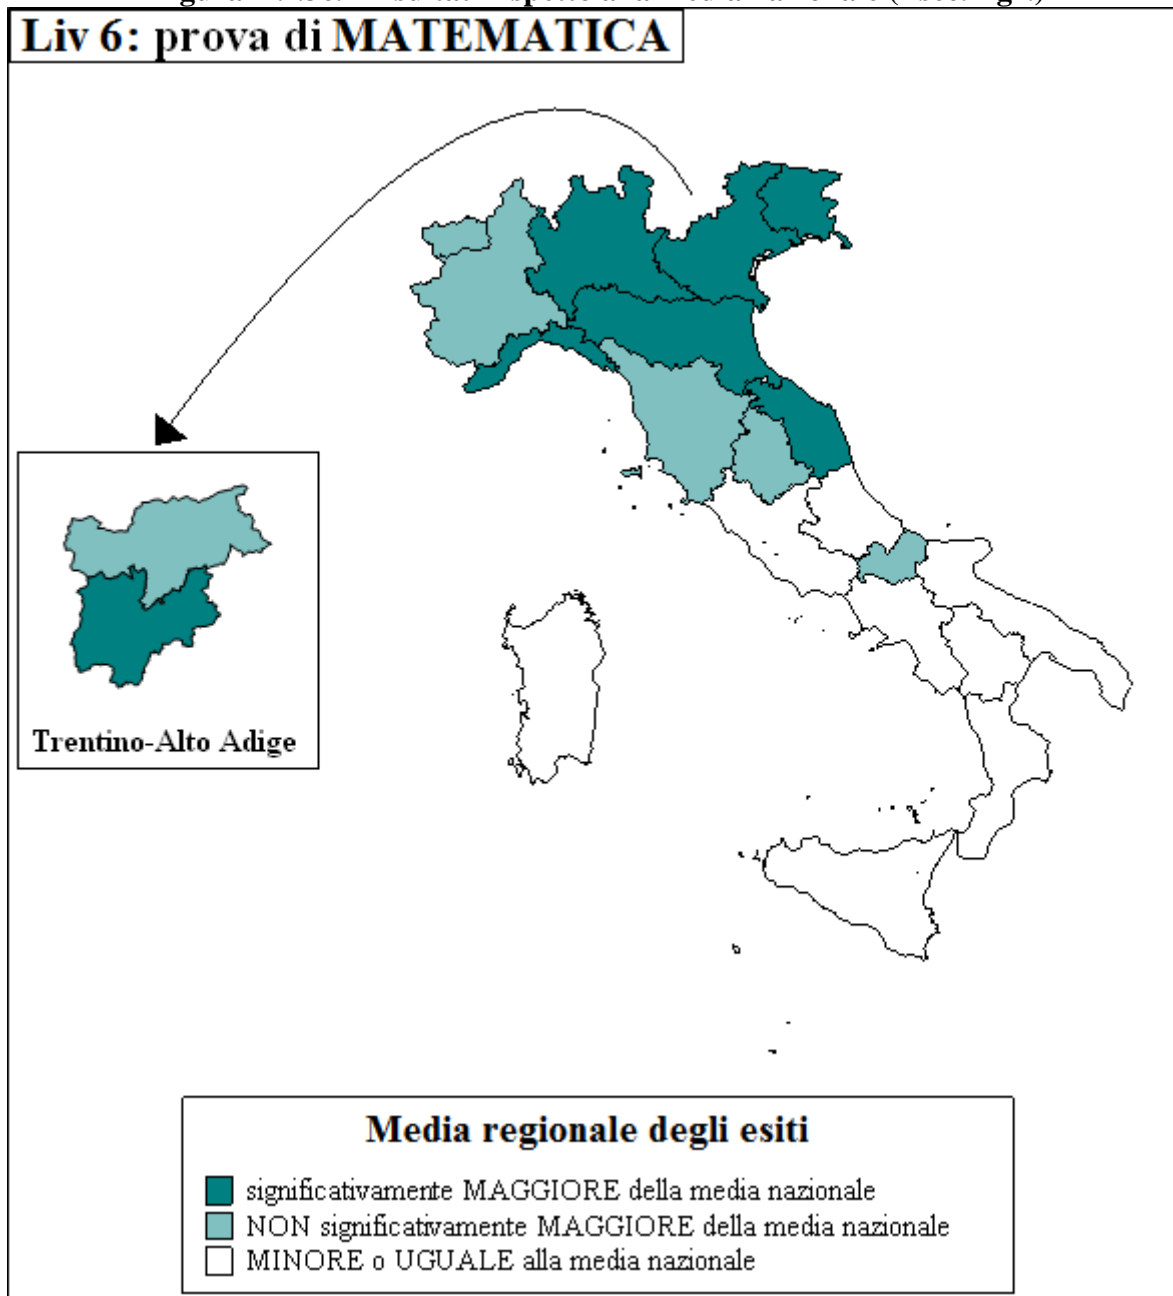 Liv 6: prova di MATEMATICA
Trentino-Alto Adige
Media regionale degli esiti
significativamente MAGGIORE della media nazionale
NON significativamente MAGGIORE della media nazionale
MINORE o UGUALE alla media nazionale